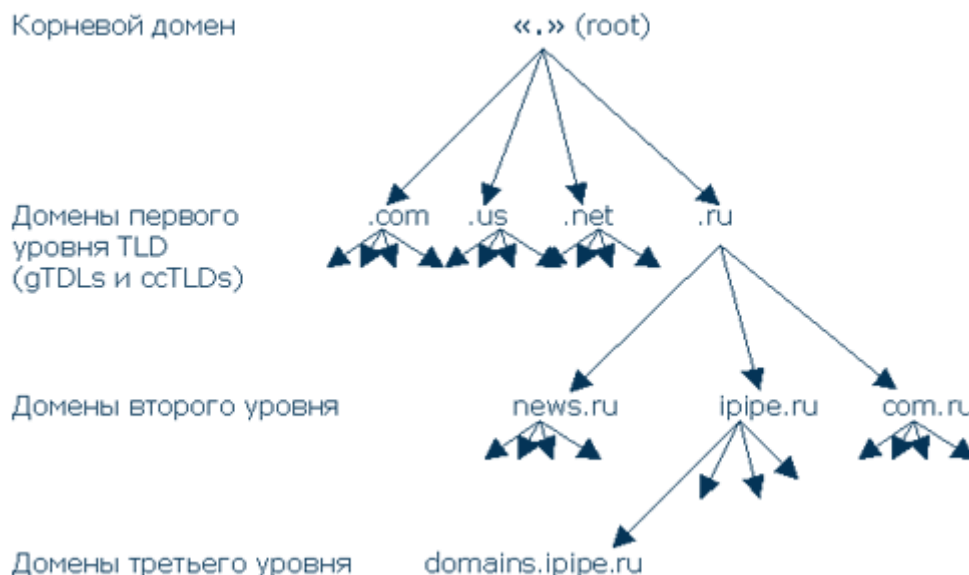 Корневой домен «.» (root)
Домены первого .com .us .net .ru
уровня TLD
(gTDLs и ccTLDs)
Домены второго уровня news.ru ipipe.ru com.ru
Домены третьего уровня domains.ipipe.ru